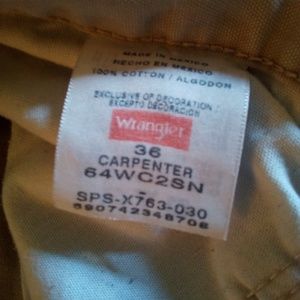 MADE IN MEXICO
HECHO EN MEXICO
100% COTTON / ALGODON
EXCLUSIVE OF DECORATION
EXCEPTO DECORACION
Wrangler
36
CARPENTER
64WC2SN
-
SPS-X763-030
690742348706